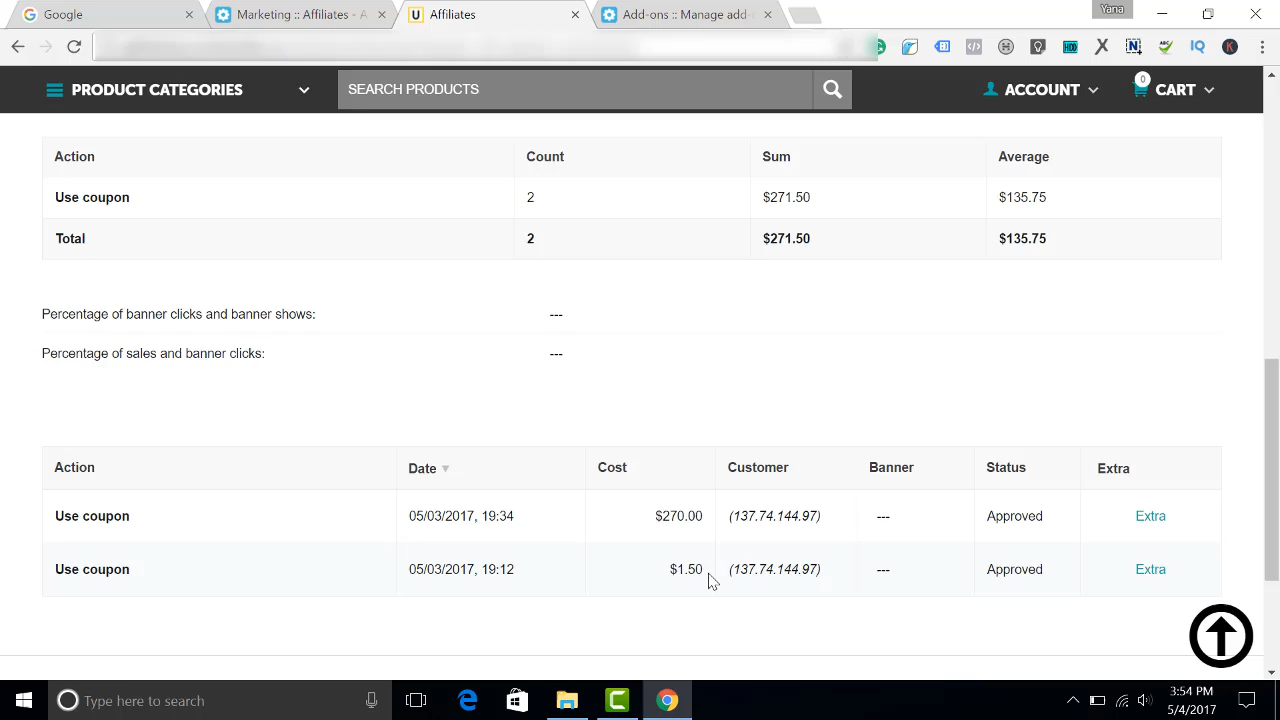 Google
Marketing :: Affiliates - A
Affiliates
Add-ons :: Manage add-
Yana
PRODUCT CATEGORIES
SEARCH PRODUCTS
ACCOUNT
0
CART
Action Count Sum Average
Use coupon 2 $271.50 $135.75
Total 2 $271.50 $135.75
Percentage of banner clicks and banner shows: ---
Percentage of sales and banner clicks: ---
Action Date Cost Customer Banner Status Extra
Use coupon 05/03/2017, 19:34 $270.00 (137.74.144.97) --- Approved Extra
Use coupon 05/03/2017, 19:12 $1.50 (137.74.144.97) --- Approved Extra
Type here to search
3:54 PM
5/4/2017